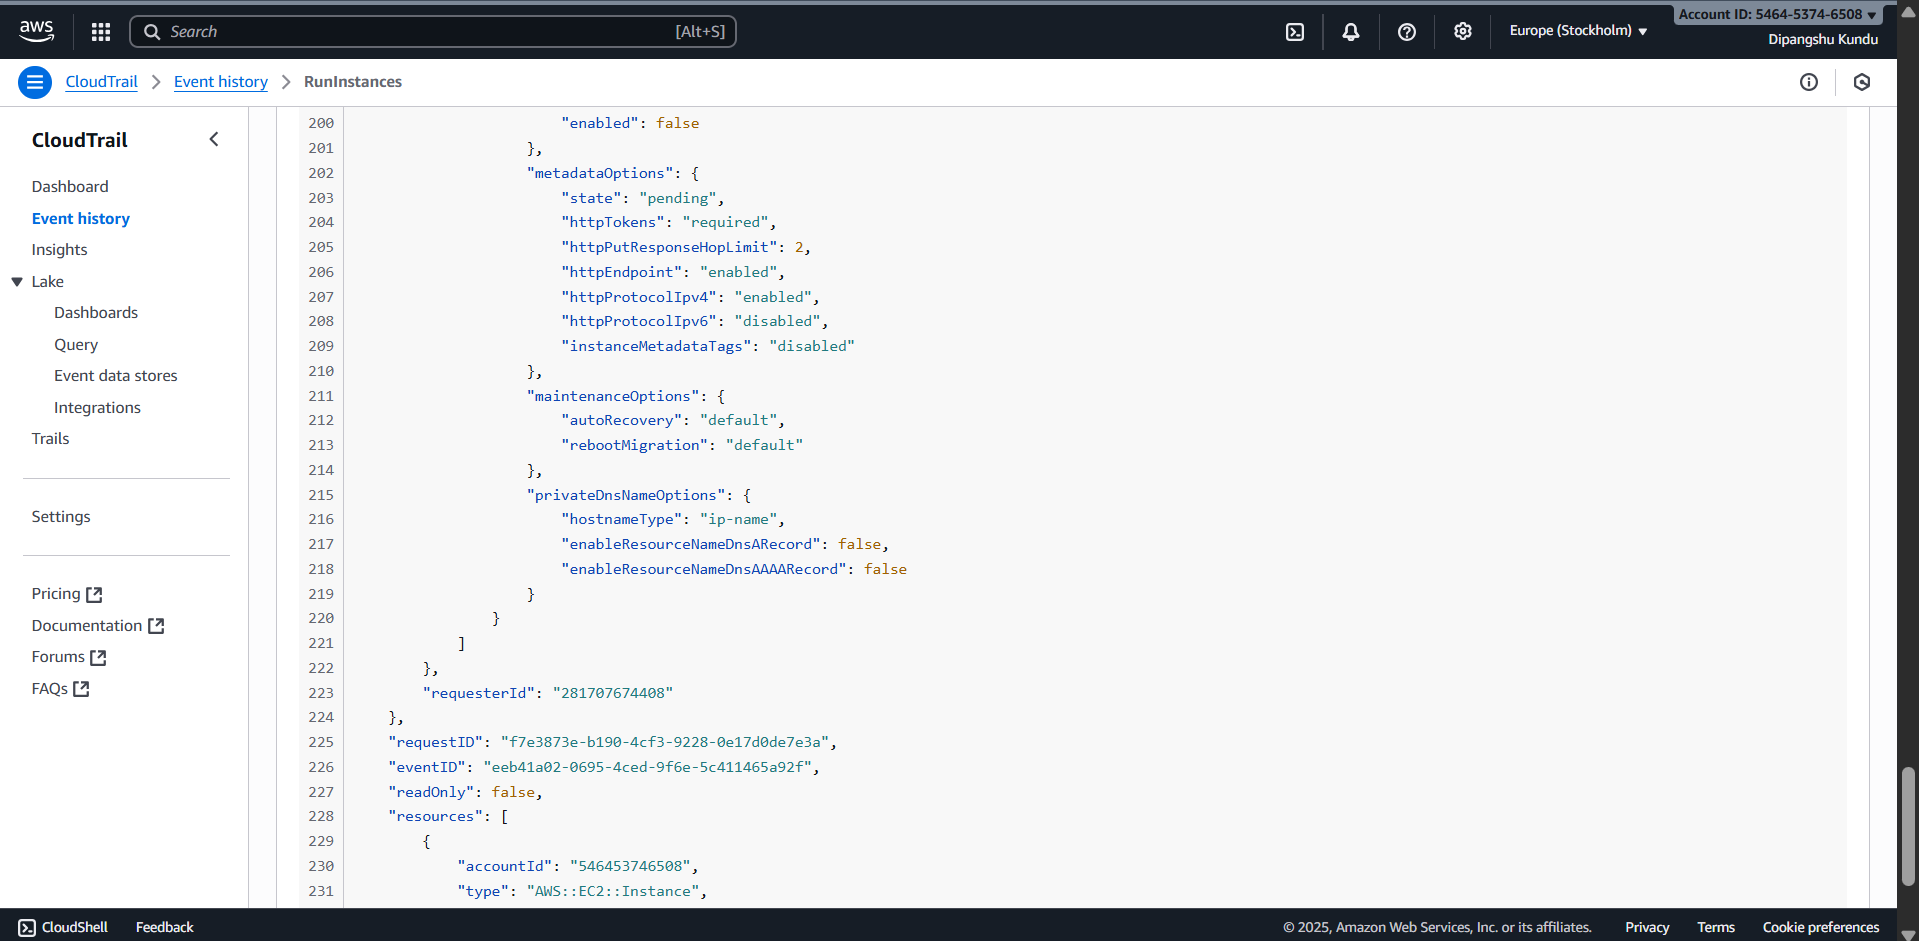 aws
Search
[Alt+S]
Europe (Stockholm)
Account ID: 5464-5374-6508
Dipangshu Kundu
CloudTrail
Event history
RunInstances
CloudTrail
Dashboard
Event history
Insights
Lake
Dashboards
Query
Event data stores
Integrations
Trails
Settings
Pricing
Documentation
Forums
FAQs
200 "enabled": false
201 },
202 "metadataOptions": {
203 "state": "pending",
204 "httpTokens": "required",
205 "httpPutResponseHopLimit": 2,
206 "httpEndpoint": "enabled",
207 "httpProtocolIpv4": "enabled",
208 "httpProtocolIpv6": "disabled",
209 "instanceMetadataTags": "disabled"
210 },
211 "maintenanceOptions": {
212 "autoRecovery": "default",
213 "rebootMigration": "default"
214 },
215 "privateDnsNameOptions": {
216 "hostnameType": "ip-name",
217 "enableResourceNameDnsARecord": false,
218 "enableResourceNameDnsAAAARecord": false
219 }
220 }
221 ]
222 },
223 "requesterId": "281707674408"
224 },
225 "requestID": "f7e3873e-b190-4cf3-9228-0e17d0de7e3a",
226 "eventID": "eeb41a02-0695-4ced-9f6e-5c411465a92f",
227 "readOnly": false,
228 "resources": [
229 {
230 "accountId": "546453746508",
231 "type": "AWS::EC2::Instance",
CloudShell
Feedback
© 2025, Amazon Web Services, Inc. or its affiliates.
Privacy
Terms
Cookie preferences